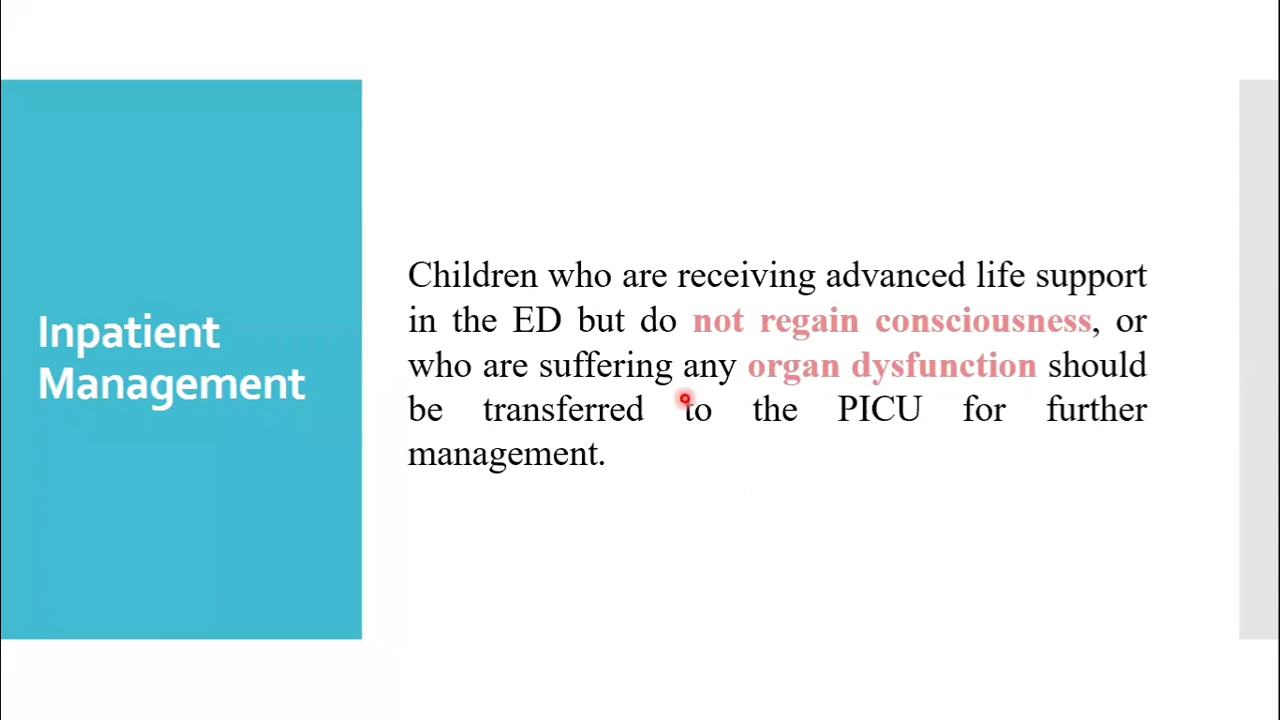 Inpatient
Management
Children who are receiving advanced life support
in the ED but do not regain consciousness, or
who are suffering any organ dysfunction should
be transferred to the PICU for further
management.